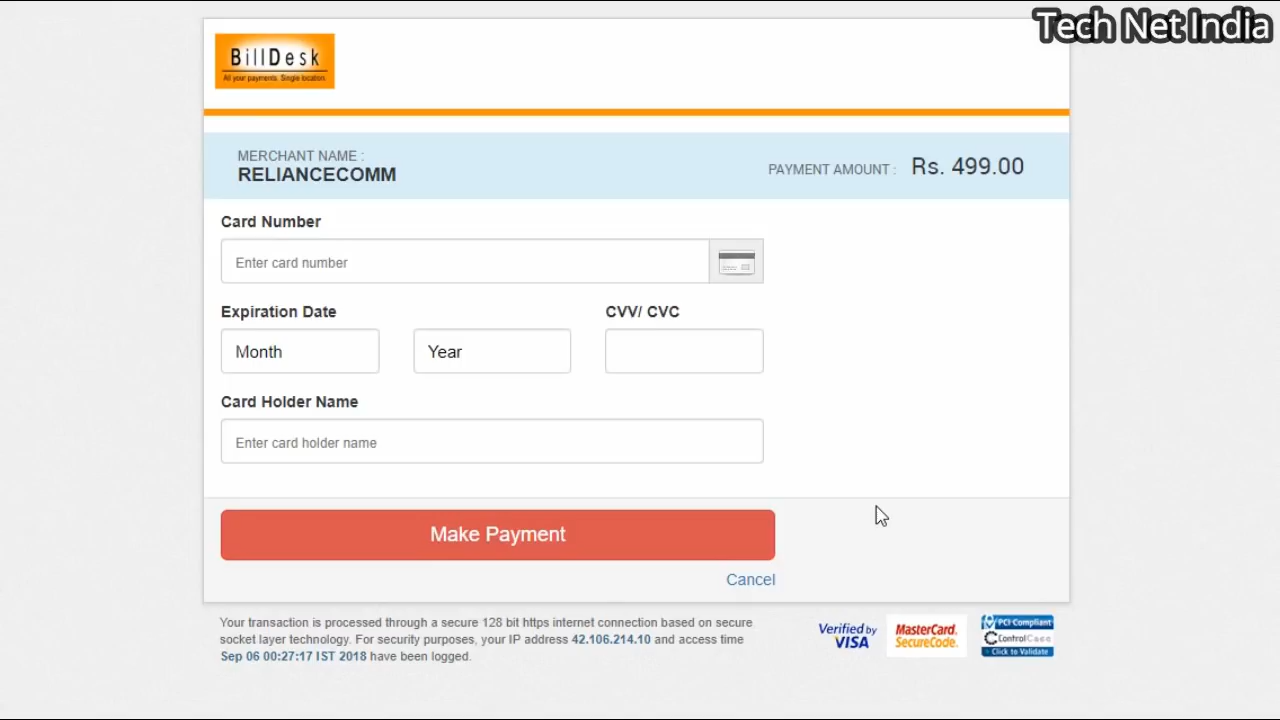 Tech Net India
BillDesk
All your payments. Single location.
MERCHANT NAME :
RELIANCECOMM
PAYMENT AMOUNT : Rs. 499.00
Card Number
Enter card number
Expiration Date
CVV/ CVC
Month
Year
Card Holder Name
Enter card holder name
Make Payment
Cancel
Your transaction is processed through a secure 128 bit https internet connection based on secure
socket layer technology. For security purposes, your IP address 42.106.214.10 and access time
Sep 06 00:27:17 IST 2018 have been logged.
Verified by
VISA
MasterCard.
SecureCode.
PCI Compliant
ControlCase
Click to Validate